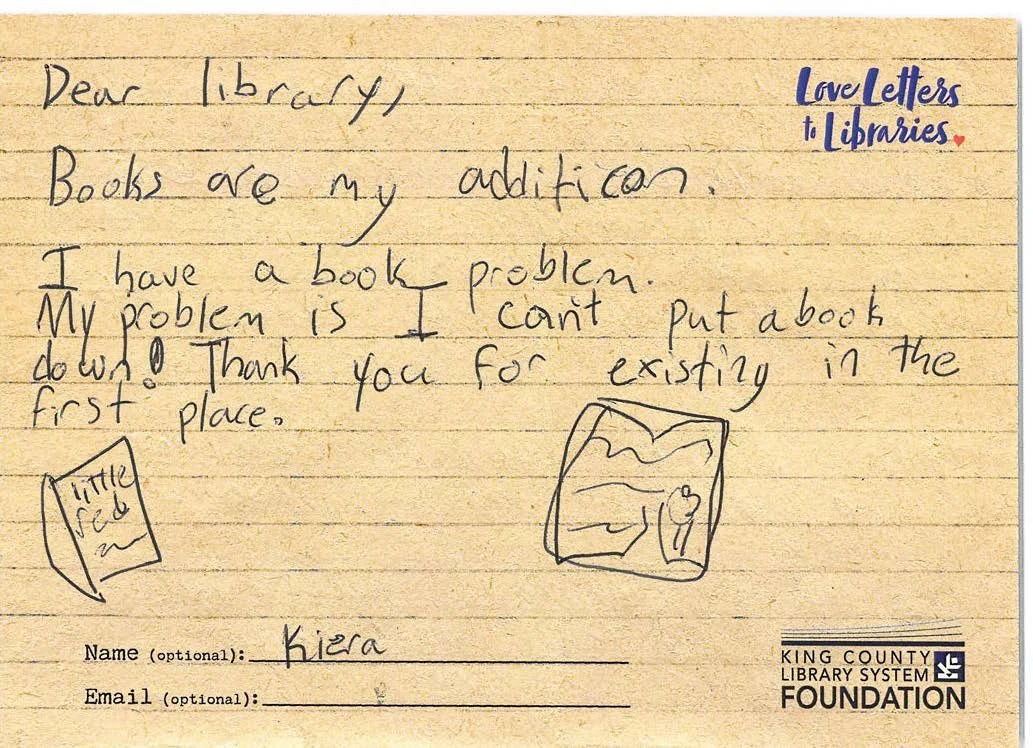 Dear library,
Love Letters
to Libraries
Books are my additicon.
I have a book problem.
My problem is I can't put a book
down! Thank you for existing in the
first place.
little
red
Name (optional): Kiera
Email (optional):
KING COUNTY
LIBRARY SYSTEM
FOUNDATION